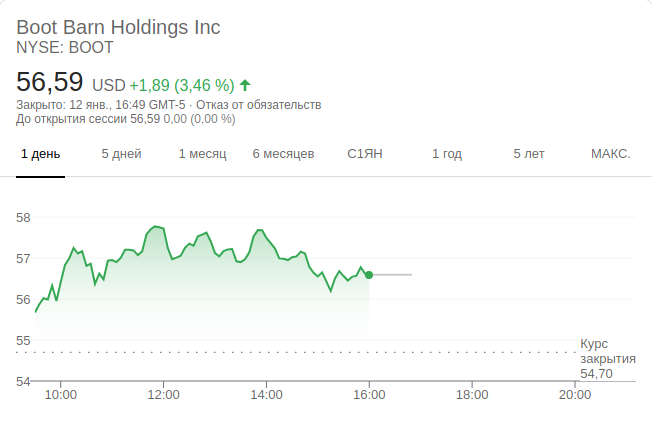 Boot Barn Holdings Inc
NYSE: BOOT
56,59 USD +1,89 (3,46 %)
Закрыто: 12 янв., 16:49 GMT-5 · Отказ от обязательств
До открытия сессии 56,59 0,00 (0,00 %)
1 день 5 дней 1 месяц 6 месяцев С1ЯН 1 год 5 лет МАКС.
58
57
56
55
Курс
закрытия
54,70
54
10:00 12:00 14:00 16:00 18:00 20:00